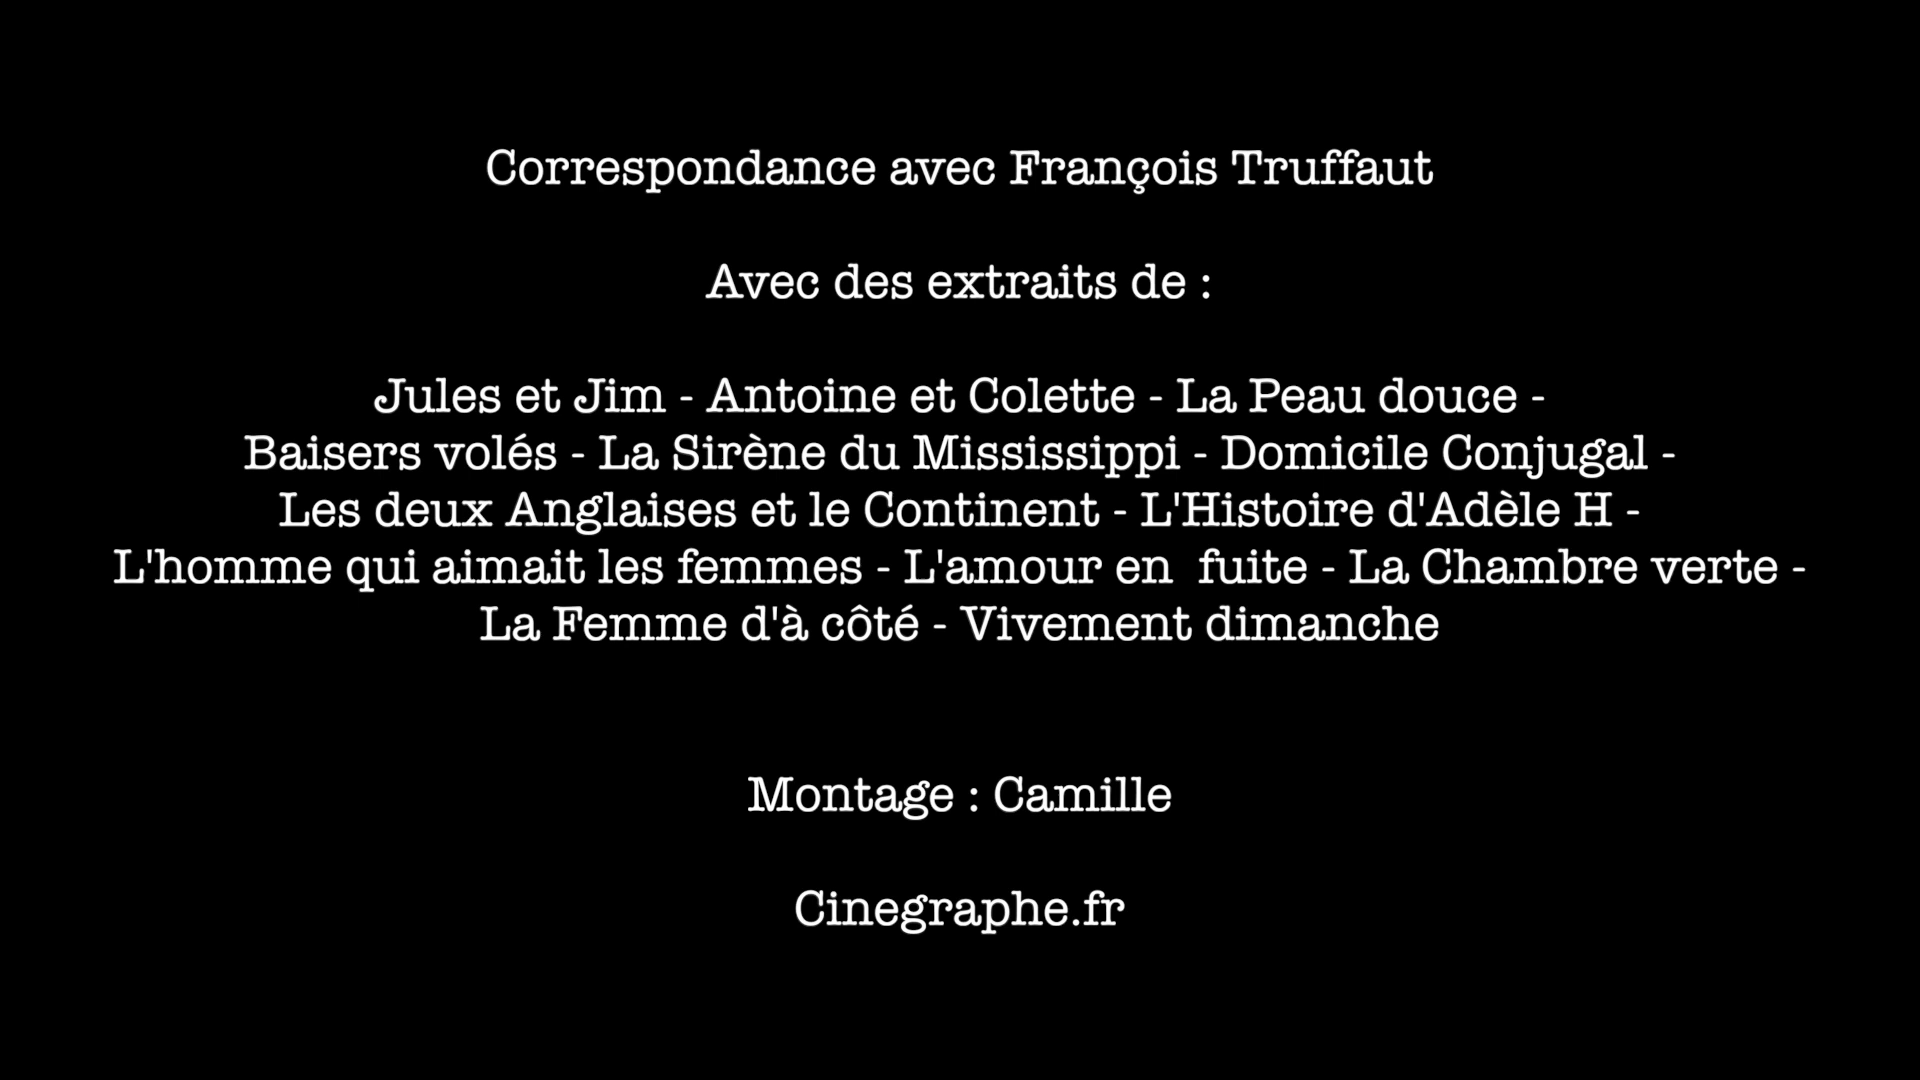 Correspondance avec François Truffaut
Avec des extraits de :
Jules et Jim - Antoine et Colette - La Peau douce -
Baisers volés - La Sirène du Mississippi - Domicile Conjugal -
Les deux Anglaises et le Continent - L'Histoire d'Adèle H -
L'homme qui aimait les femmes - L'amour en  fuite - La Chambre verte -
La Femme d'à côté - Vivement dimanche
Montage : Camille
Cinegraphe.fr